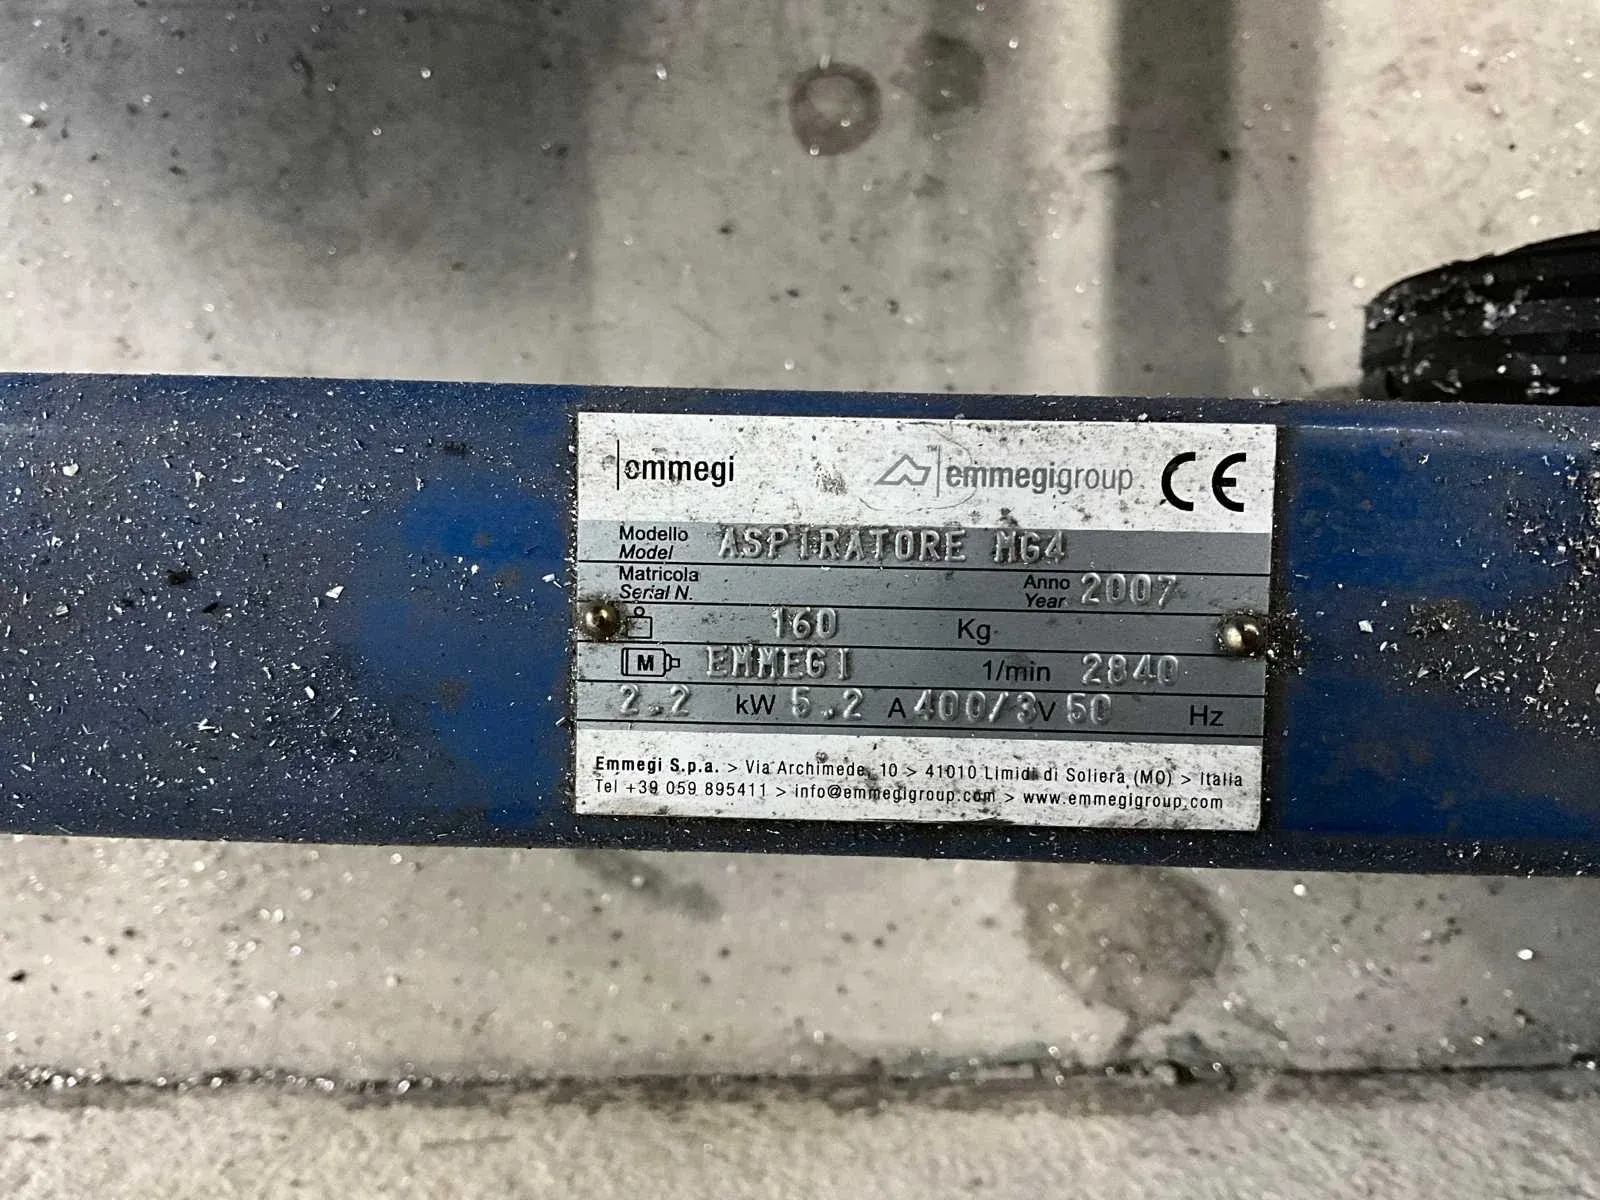 emmegi
™ emmegigroup CE
Modello
Model ASPIRATORE MG4
Matricola
Serial N.
Anno
Year 2007
160 Kg
M EMMEGI 1/min 2840
2.2 kW 5.2 A 400/3 V 50 Hz
Emmegi S.p.a. > Via Archimede, 10 > 41010 Limidi di Soliera (MO) > Italia
Tel +39 059 895411 > info@emmegigroup.com > www.emmegigroup.com